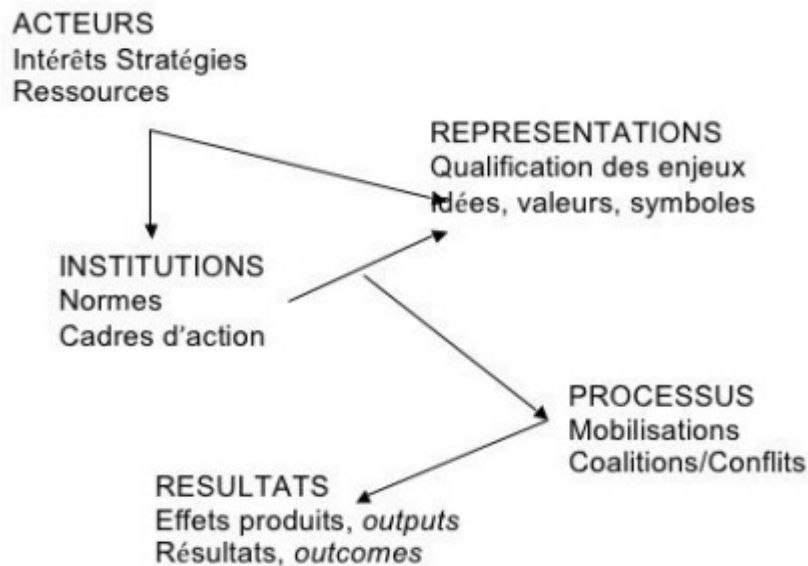 ACTEURS
Intérêts Stratégies
Ressources
REPRESENTATIONS
Qualification des enjeux
Idées, valeurs, symboles
INSTITUTIONS
Normes
Cadres d'action
PROCESSUS
Mobilisations
Coalitions/Conflits
RESULTATS
Effets produits, outputs
Résultats, outcomes